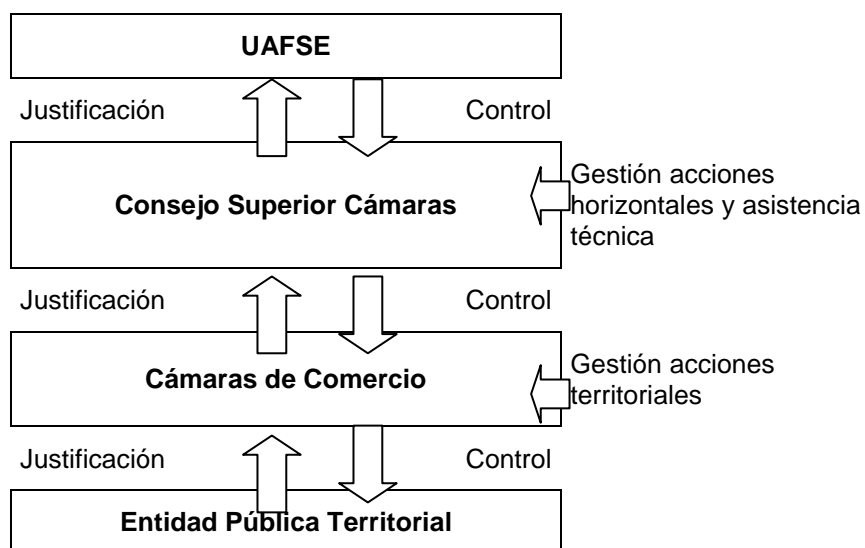 UAFSE
Justificación
Control
Consejo Superior Cámaras
Gestión acciones
horizontales y asistencia
técnica
Justificación
Control
Cámaras de Comercio
Gestión acciones
territoriales
Justificación
Control
Entidad Pública Territorial